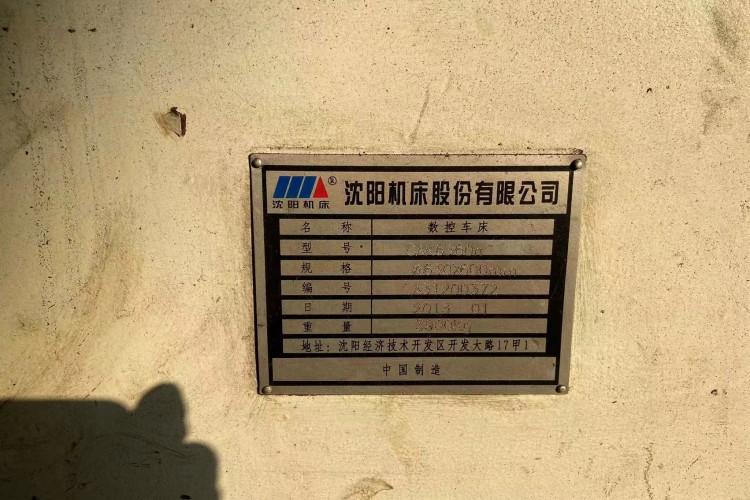 沈阳机床 ® 沈阳机床股份有限公司
名 称 数控车床
型 号
规 格
编 号
日 期 2013 01
重 量
地址：沈阳经济技术开发区开发大路17甲1
中国制造